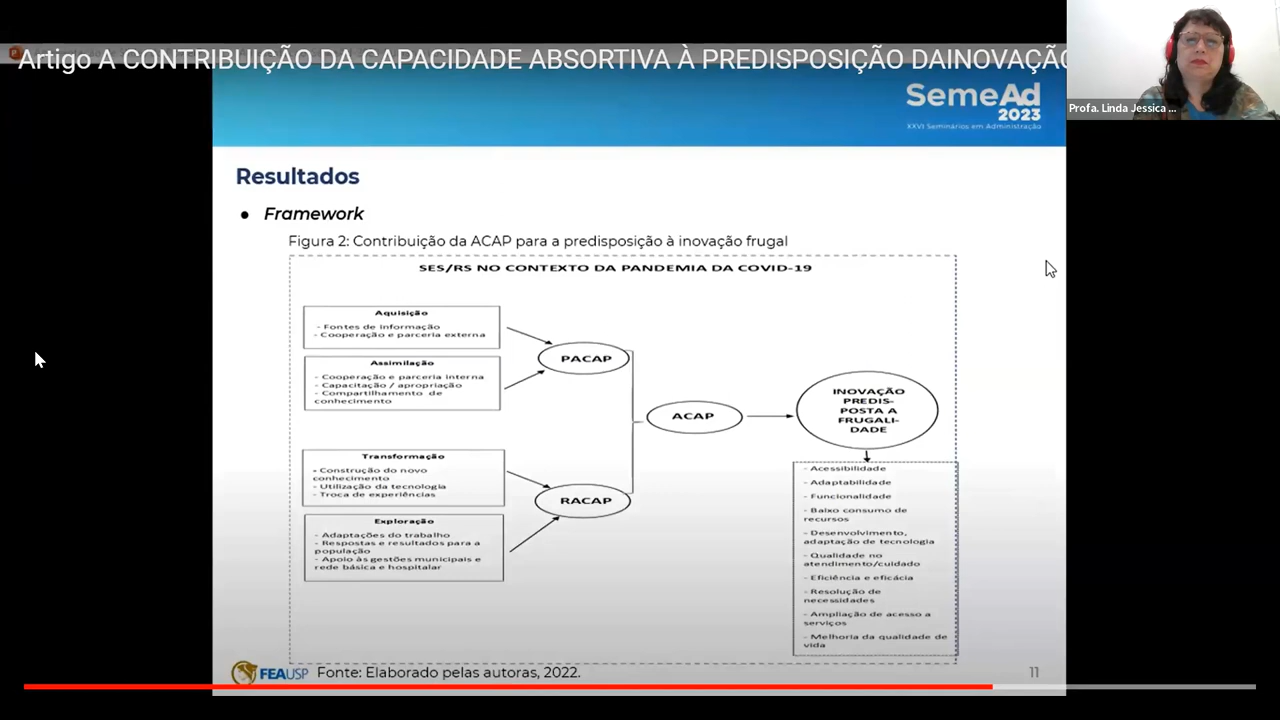 Artigo A CONTRIBUIÇÃO DA CAPACIDADE ABSORTIVA À PREDISPOSIÇÃO DAINOVAÇÃO
Profa. Linda Jessica ...
SemeAd
2023
XXVI Seminários em Administração
Resultados
● Framework
Figura 2: Contribuição da ACAP para a predisposição à inovação frugal
SES/RS NO CONTEXTO DA PANDEMIA DA COVID-19
Aquisição
- Fontes de informação
- Cooperação e parceria externa
Assimilação
- Cooperação e parceria interna
- Capacitação / apropriação
- Compartilhamento de
conhecimento
PACAP
Transformação
- Construção do novo
conhecimento
- Utilização da tecnologia
- Troca de experiências
Exploração
- Adaptações do trabalho
- Respostas e resultados para a
população
- Apoio às gestões municipais e
rede básica e hospitalar
RACAP
ACAP
INOVAÇÃO
PREDIS-
POSTA A
FRUGALI-
DADE
- Acessibilidade
- Adaptabilidade
- Funcionalidade
- Baixo consumo de
recursos
- Desenvolvimento,
adaptação de tecnologia
- Qualidade no
atendimento/cuidado
- Eficiência e eficácia
- Resolução de
necessidades
- Ampliação de acesso a
serviços
- Melhoria da qualidade de
vida
FEAUSP
Fonte: Elaborado pelas autoras, 2022.
11